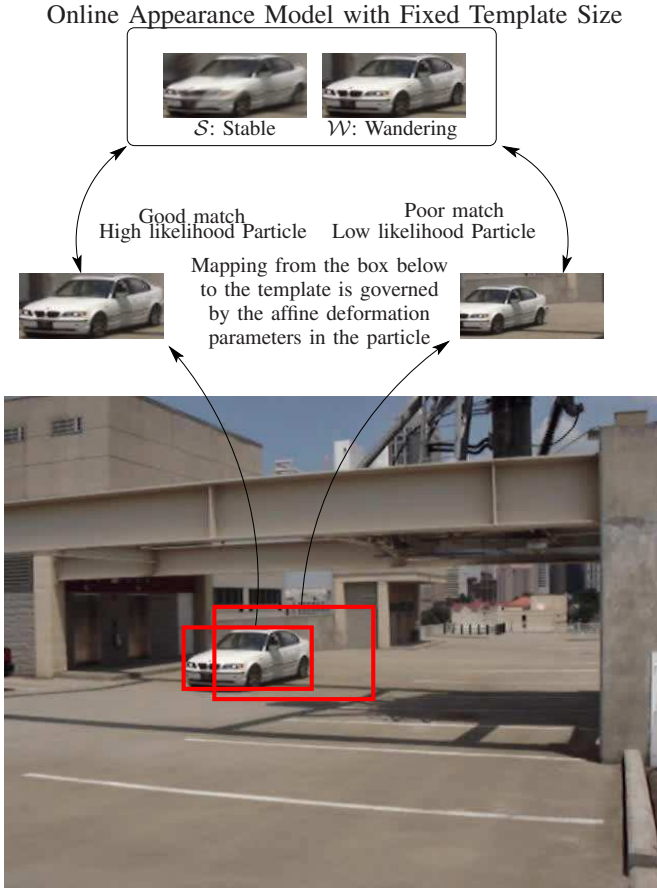 Online Appearance Model with Fixed Template Size
𝒮: Stable
𝒲: Wandering
Good match
High likelihood Particle
Poor match
Low likelihood Particle
Mapping from the box below
to the template is governed
by the affine deformation
parameters in the particle